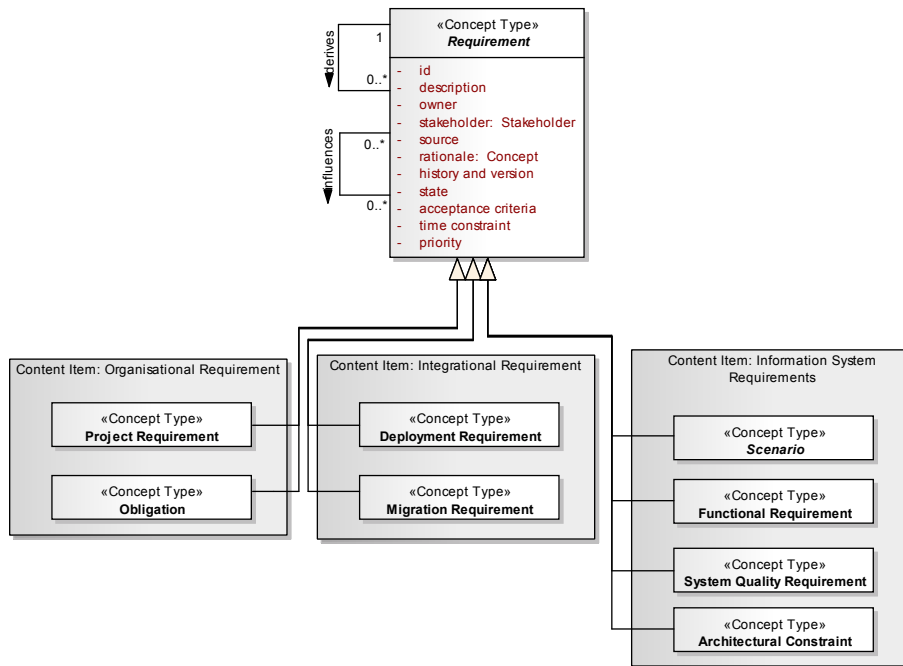 «Concept Type»
Requirement
derives
1
0..*
influences
0..*
0..*
- id
- description
- owner
- stakeholder: Stakeholder
- source
- rationale: Concept
- history and version
- state
- acceptance criteria
- time constraint
- priority
Content Item: Organisational Requirement
«Concept Type»
Project Requirement
«Concept Type»
Obligation
Content Item: Integrational Requirement
«Concept Type»
Deployment Requirement
«Concept Type»
Migration Requirement
Content Item: Information System
Requirements
«Concept Type»
Scenario
«Concept Type»
Functional Requirement
«Concept Type»
System Quality Requirement
«Concept Type»
Architectural Constraint